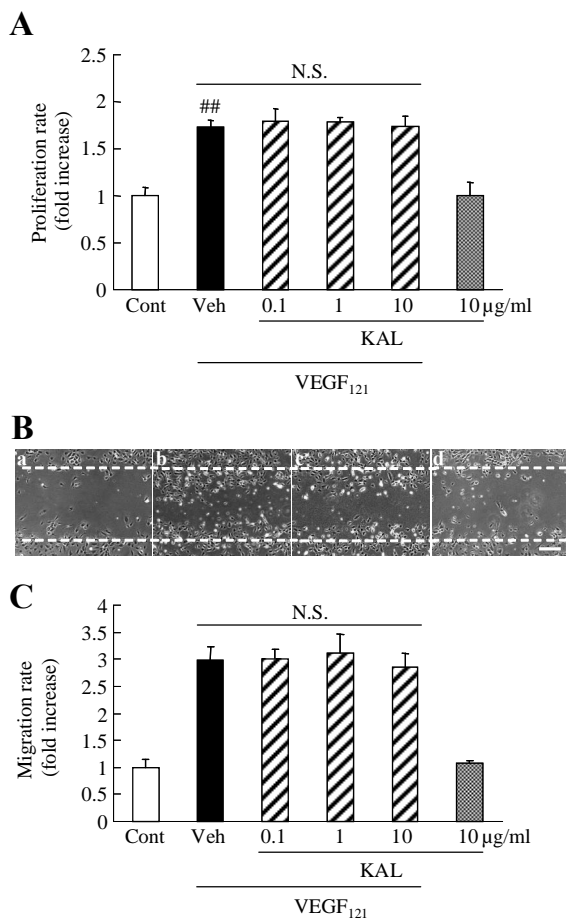 A
Proliferation rate
(fold increase)
2.5
2
1.5
1
0.5
0
N.S.
##
Cont Veh 0.1 1 10 10 µg/ml
KAL
VEGF121
B
a b c d
C
Migration rate
(fold increase)
4
3.5
3
2.5
2
1.5
1
0.5
0
N.S.
Cont Veh 0.1 1 10 10 µg/ml
KAL
VEGF121